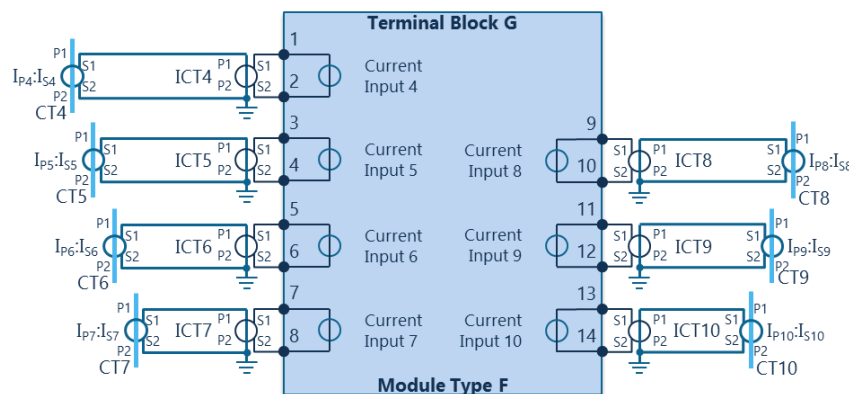 Terminal Block G
P1
S1
S2
P2
IP4:IS4
CT4
ICT4
P1
P2
S1
S2
1
2
Current
Input 4
P1
S1
S2
P2
IP5:IS5
CT5
ICT5
P1
P2
S1
S2
3
4
Current
Input 5
P1
S1
S2
P2
IP6:IS6
CT6
ICT6
P1
P2
S1
S2
5
6
Current
Input 6
P1
S1
S2
P2
IP7:IS7
CT7
ICT7
P1
P2
S1
S2
7
8
Current
Input 7
Current
Input 8
9
10
S1
S2
P1
P2
ICT8
S1
S2
P1
P2
IP8:IS8
CT8
Current
Input 9
11
12
S1
S2
P1
P2
ICT9
S1
S2
P1
P2
IP9:IS9
CT9
Current
Input 10
13
14
S1
S2
P1
P2
ICT10
S1
S2
P1
P2
IP10:IS10
CT10
Module Type F